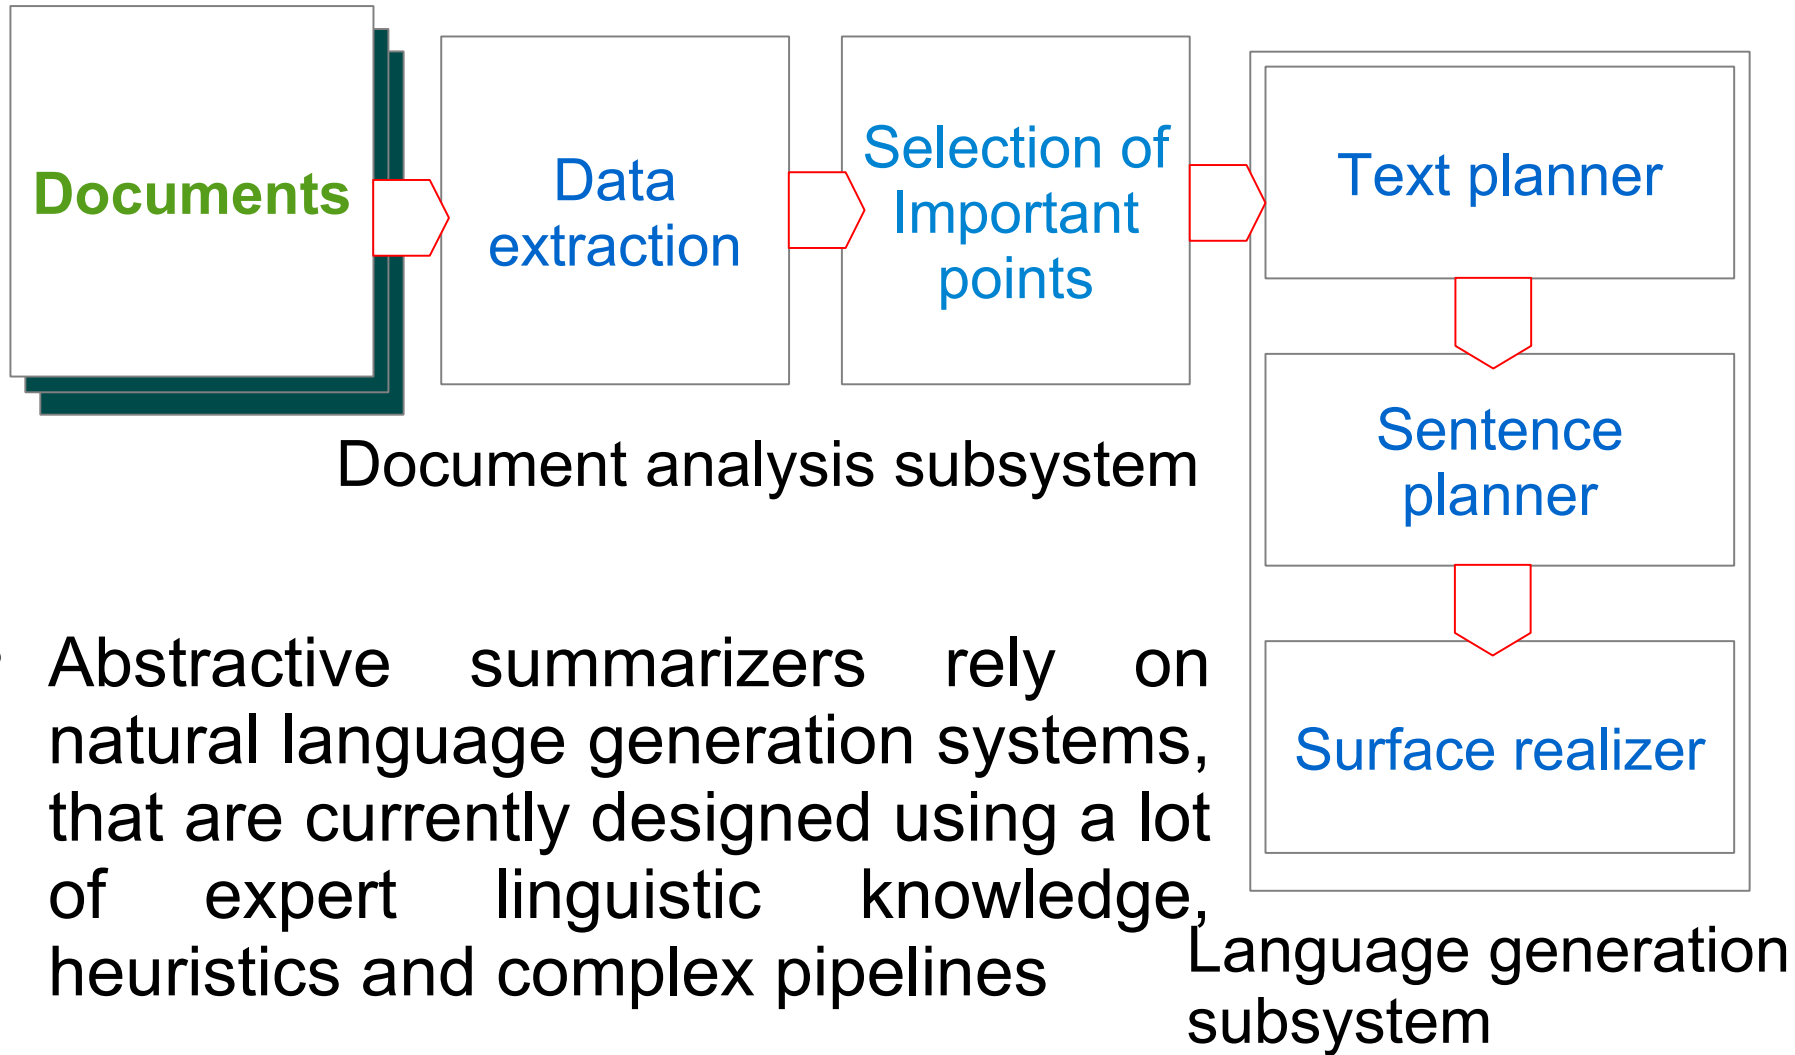 Documents
Data
extraction
Selection of
Important
points
Text planner
Sentence
planner
Surface realizer
Document analysis subsystem
• Abstractive summarizers rely on
natural language generation systems,
that are currently designed using a lot
of expert linguistic knowledge,
heuristics and complex pipelines
Language generation
subsystem